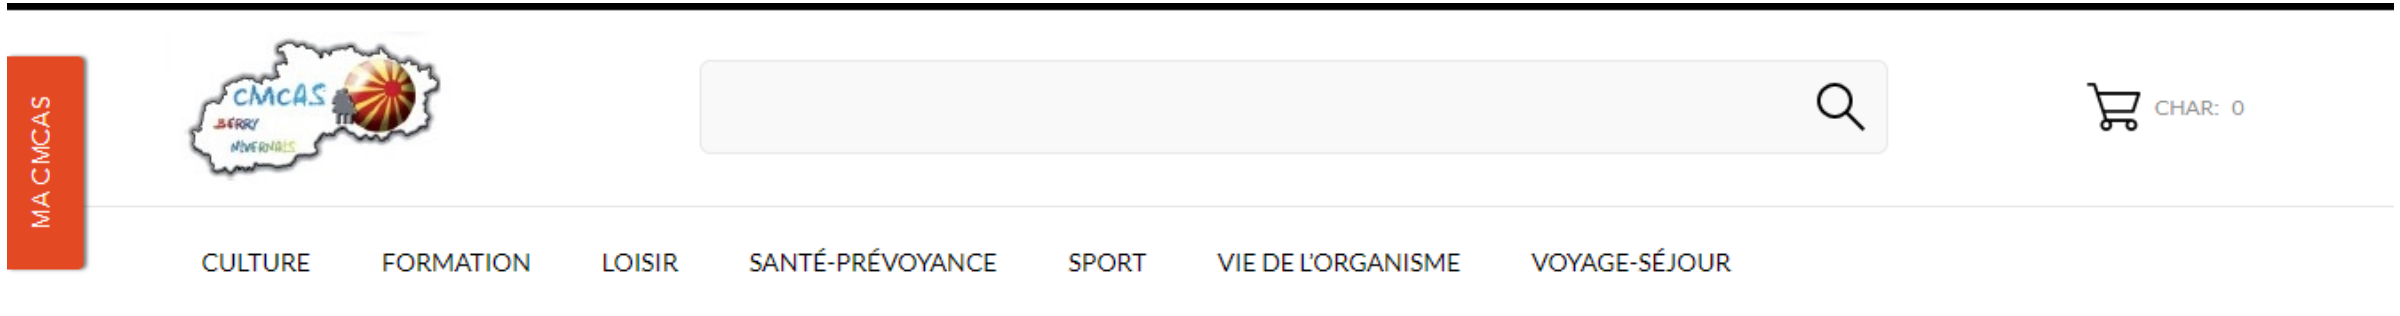 MA CMCAS
CMCAS
BERRY
NIVERNAIS
CHAR: 0
CULTURE FORMATION LOISIR SANTÉ-PRÉVOYANCE SPORT VIE DE L'ORGANISME VOYAGE-SÉJOUR